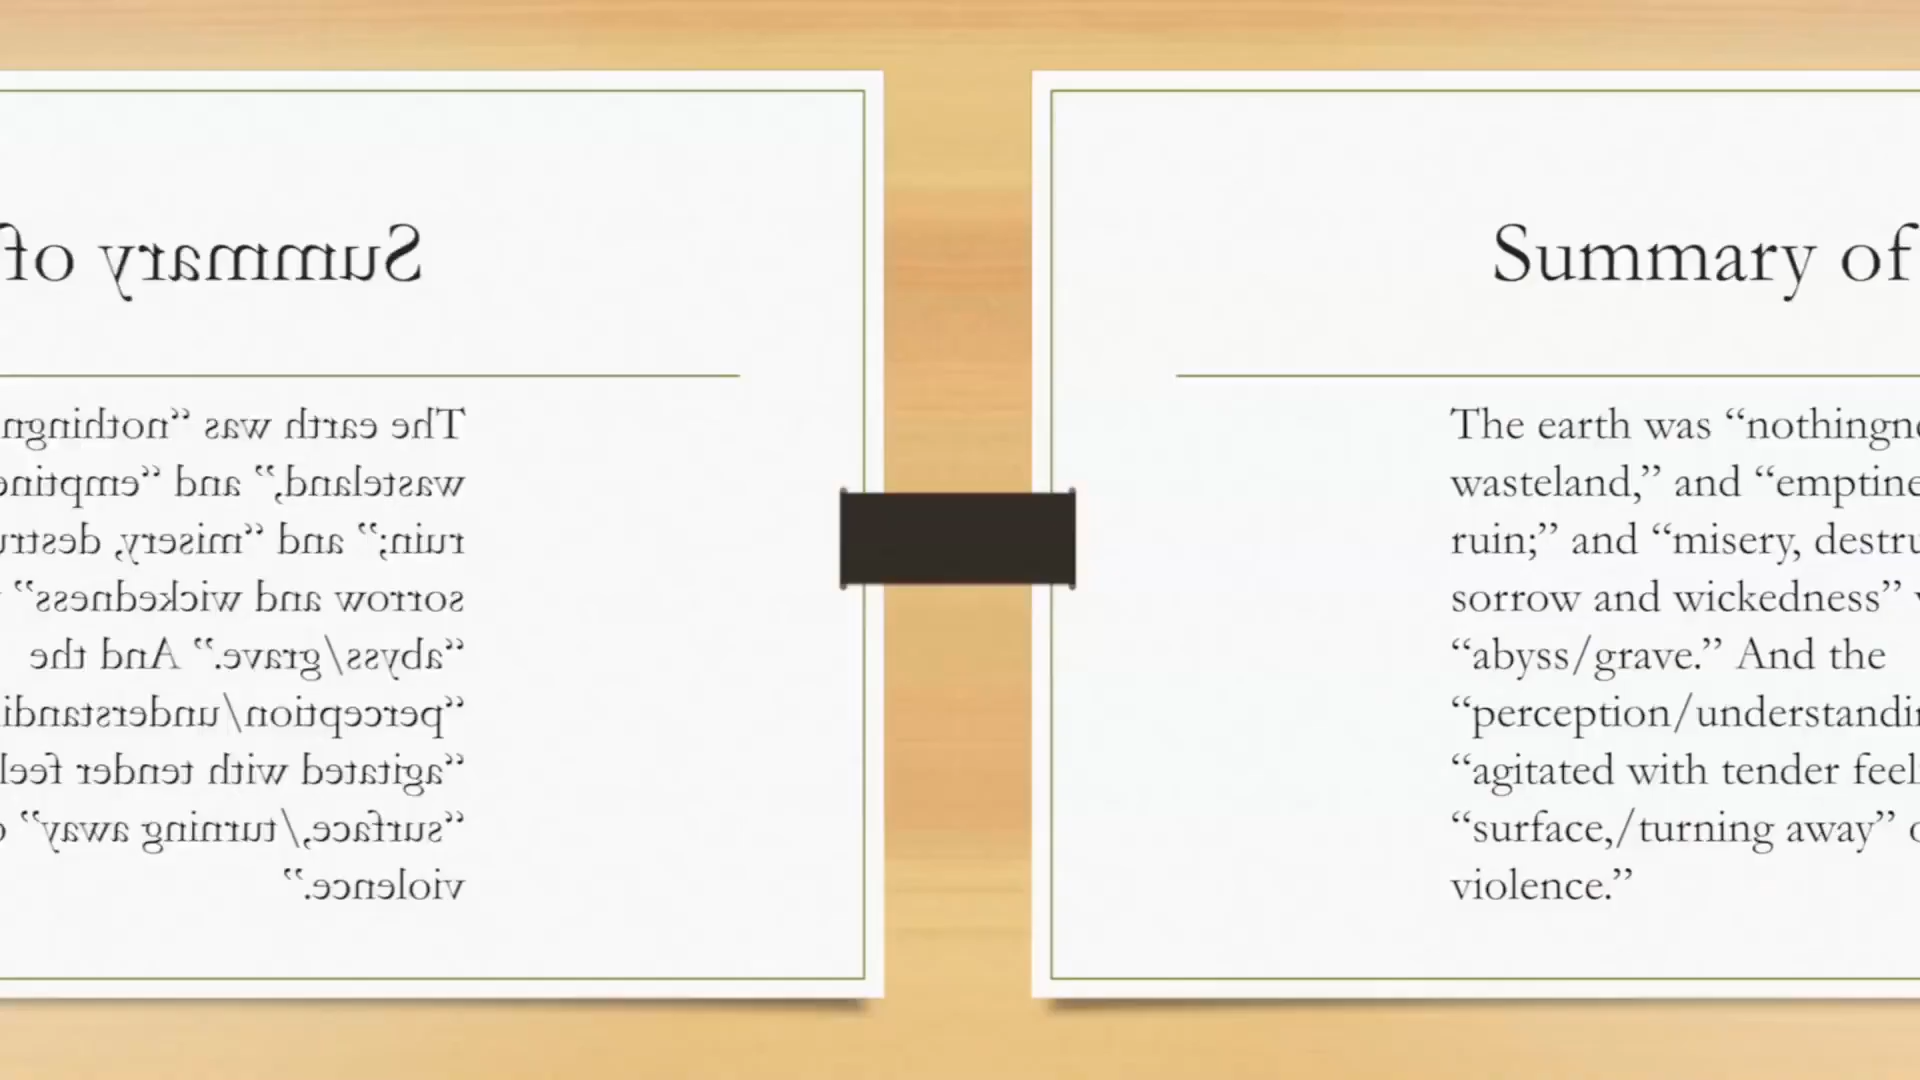 Summary of
The earth was “nothingn
wasteland,” and “emptine
ruin;” and “misery, destru
sorrow and wickedness”
“abyss/grave.” And the
“perception/understandi
“agitated with tender feel
“surface,/turning away”
violence.”